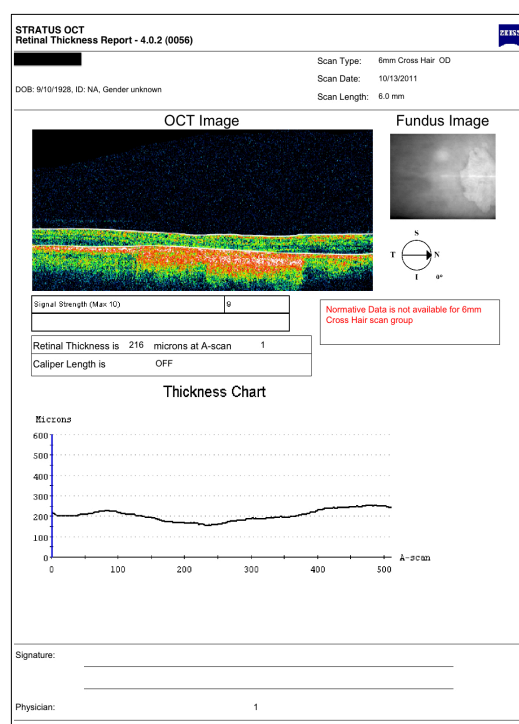 STRATUS OCT
Retinal Thickness Report - 4.0.2 (0056)
ZEISS
Scan Type: 6mm Cross Hair OD
Scan Date: 10/13/2011
DOB: 9/10/1928, ID: NA, Gender unknown
Scan Length: 6.0 mm
OCT Image
Fundus Image
S
T N
I 0°
Signal Strength (Max 10) 9
Normative Data is not available for 6mm
Cross Hair scan group
Retinal Thickness is 216 microns at A-scan 1
Caliper Length is OFF
Thickness Chart
Microns
600
500
400
300
200
100
0
A-scan
0 100 200 300 400 500
Signature:
Physician: 1